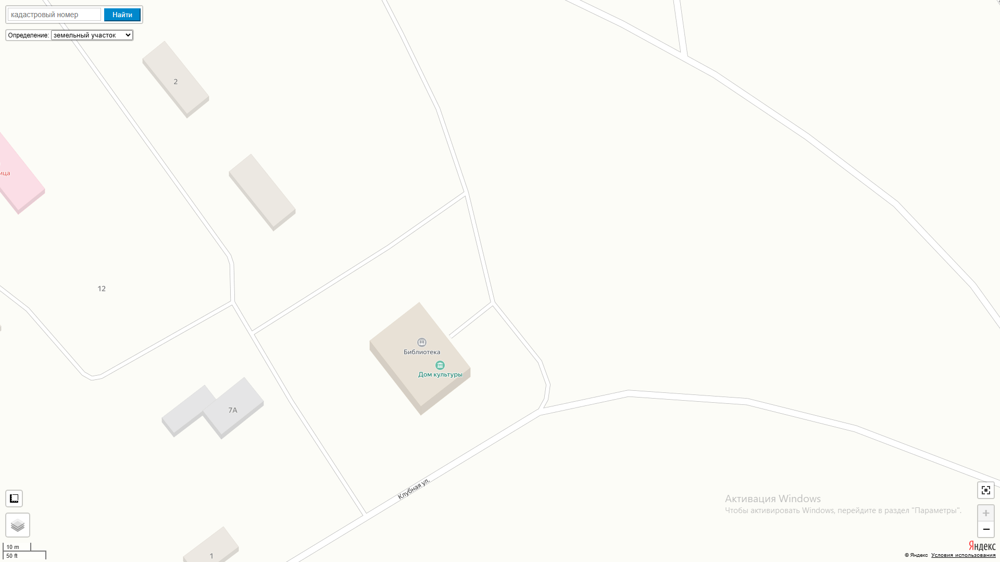 кадастровый номер
Найти
Определение: земельный участок
2
ица
12
Библиотека
Дом культуры
7А
Клубная ул.
1
Активация Windows
Чтобы активировать Windows, перейдите в раздел "Параметры".
+
−
10 m
50 ft
Яндекс
© Яндекс Условия использования